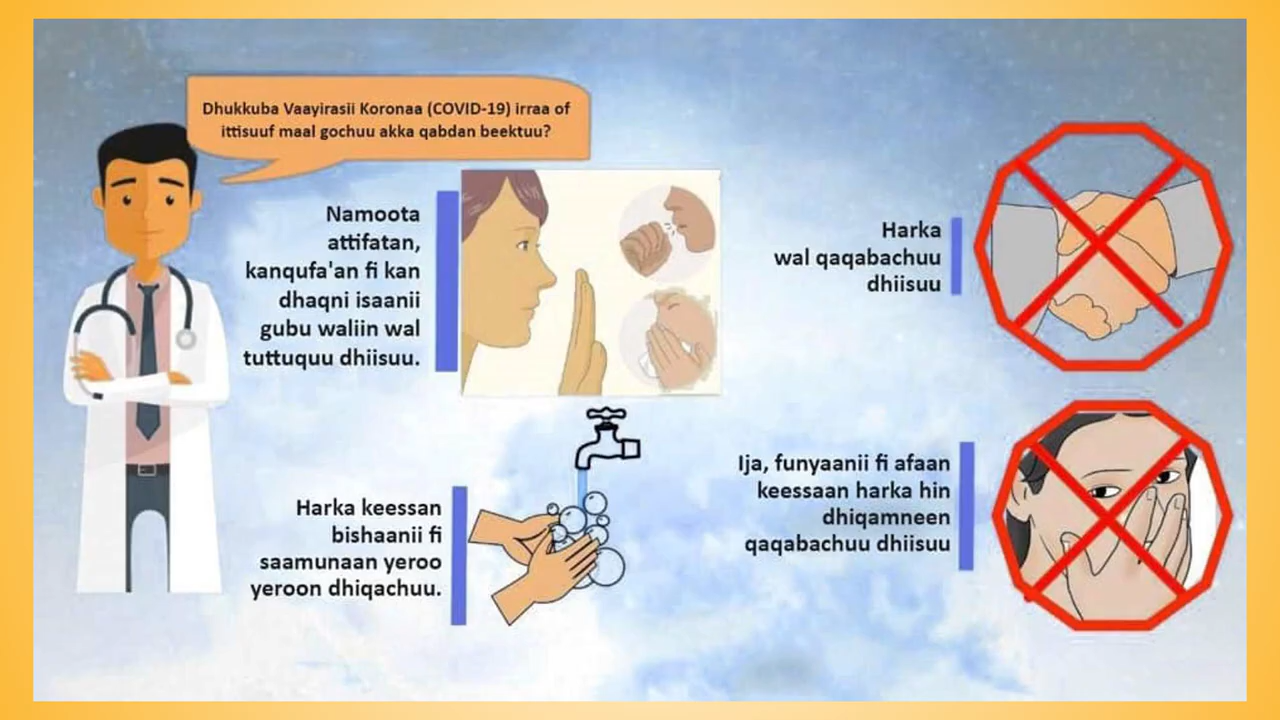 Dhukkuba Vaayirasii Koronaa (COVID-19) irraa of
ittisuuf maal gochuu akka qabdan beektuu?
Namoota
attifatan,
kanqufa'an fi kan
dhaqni isaanii
gubu waliin wal
tuttuquu dhiisuu.
Harka
wal qaqabachuu
dhiisuu
Harka keessan
bishaanii fi
saamunaan yeroo
yeroon dhiqachuu.
Ija, funyaanii fi afaan
keessaan harka hin
dhiqamneen
qaqabachuu dhiisuu